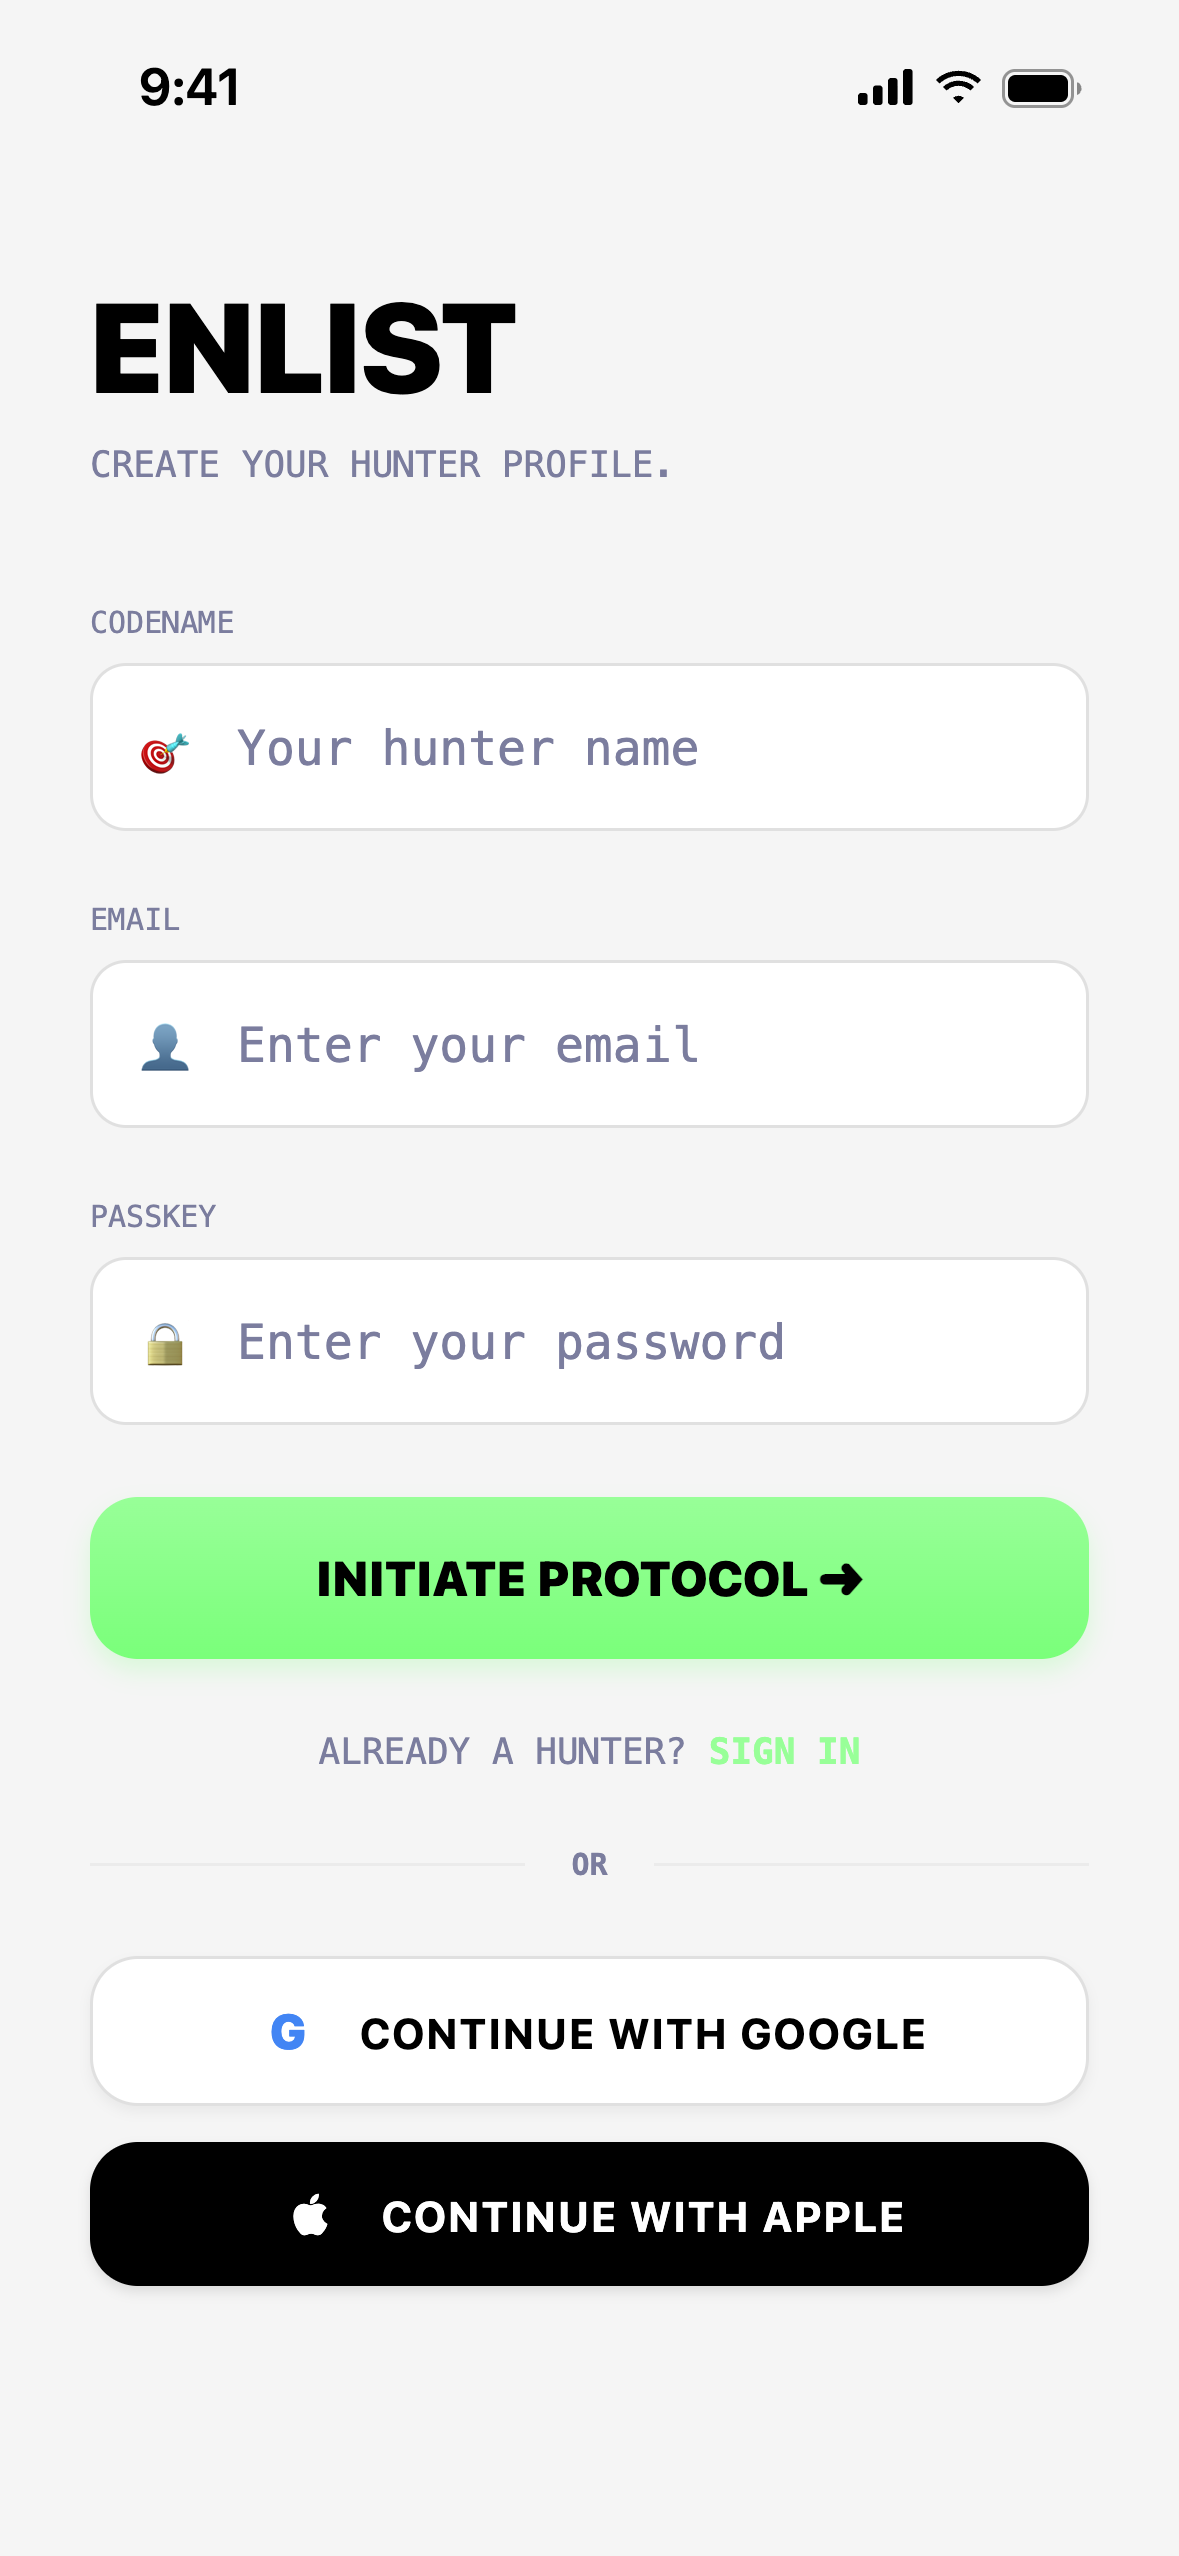 9:41
ENLIST
CREATE YOUR HUNTER PROFILE.
CODENAME
Your hunter name
EMAIL
Enter your email
PASSKEY
Enter your password
INITIATE PROTOCOL ➜
ALREADY A HUNTER? SIGN IN
OR
G CONTINUE WITH GOOGLE
CONTINUE WITH APPLE